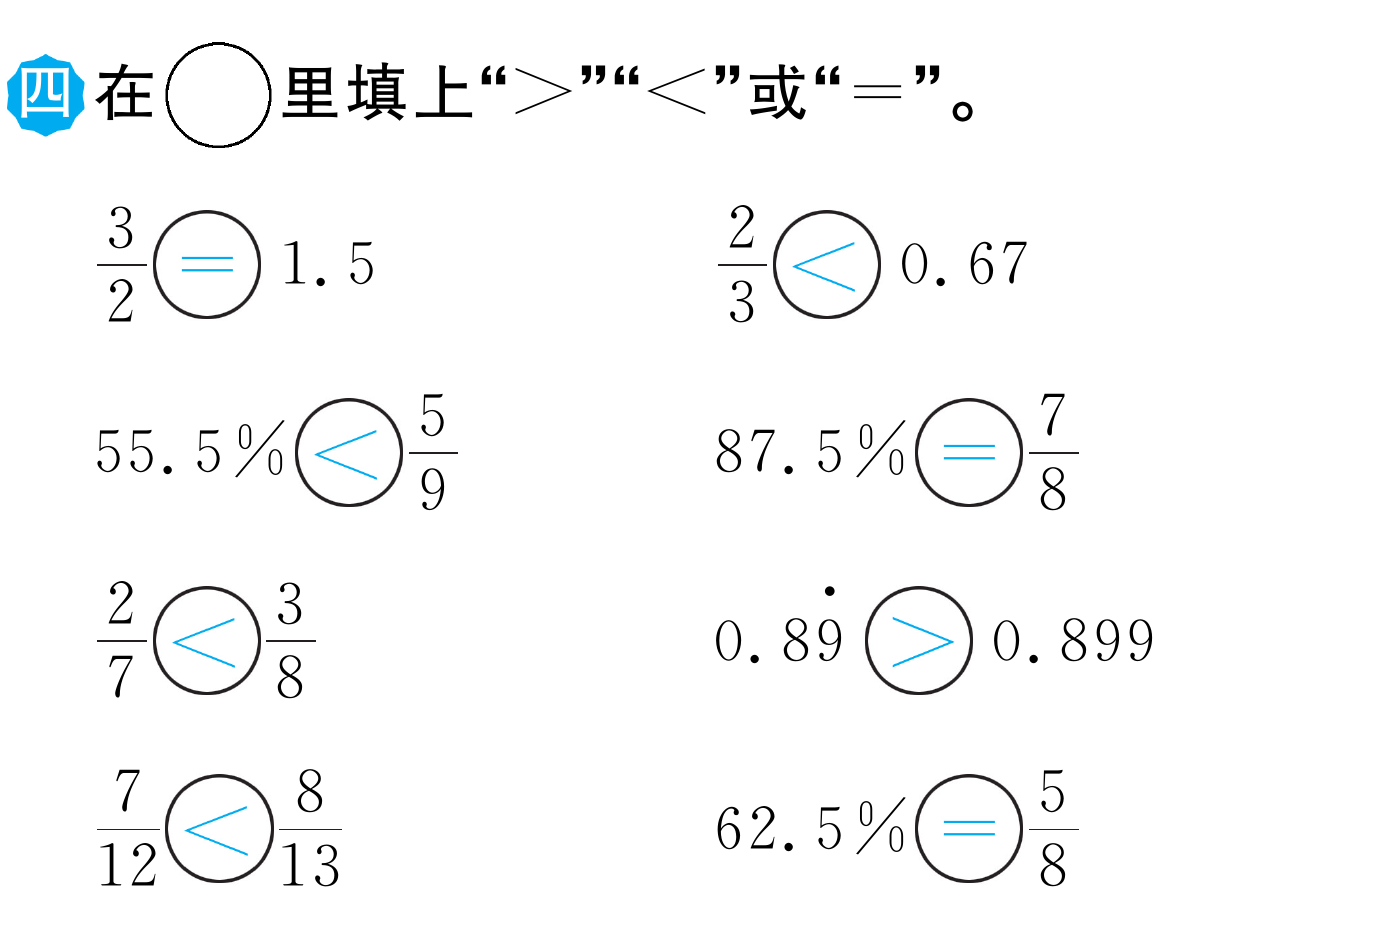 四 在○里填上“>”“<”或“=”。
3/2 = 1.5 2/3 < 0.67
55.5% < 5/9 87.5% = 7/8
2/7 < 3/8 0.89̇ > 0.899
7/12 < 8/13 62.5% = 5/8